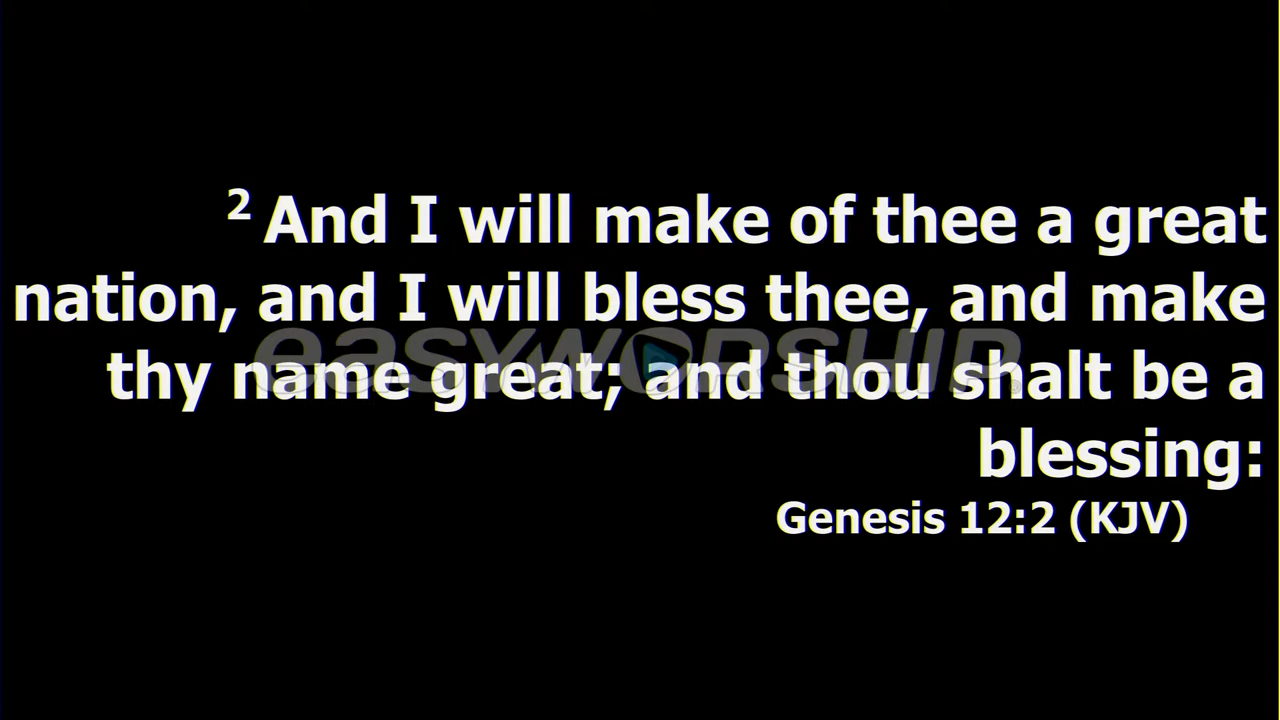 2 And I will make of thee a great
nation, and I will bless thee, and make
thy name great; and thou shalt be a
blessing:
Genesis 12:2 (KJV)
easyworship